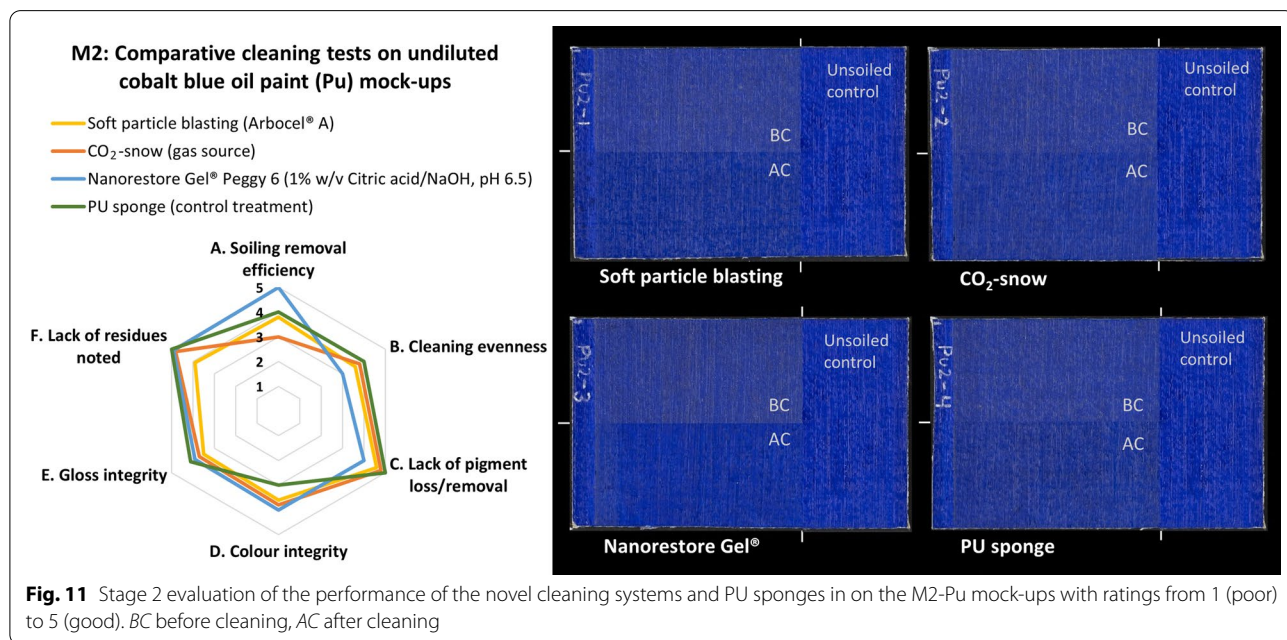 M2: Comparative cleaning tests on undiluted
cobalt blue oil paint (Pu) mock-ups
Soft particle blasting (Arbocel® A)
CO₂-snow (gas source)
Nanorestore Gel® Peggy 6 (1% w/v Citric acid/NaOH, pH 6.5)
PU sponge (control treatment)
A. Soiling removal
efficiency
5
4
3
2
1
B. Cleaning evenness
C. Lack of pigment
loss/removal
D. Colour integrity
E. Gloss integrity
F. Lack of residues
noted
Pu2-1
Unsoiled
control
BC
AC
Soft particle blasting
Pu2-2
Unsoiled
control
BC
AC
CO₂-snow
Pu2-3
Unsoiled
control
BC
AC
Nanorestore Gel®
Pu2-4
Unsoiled
control
BC
AC
PU sponge
Fig. 11 Stage 2 evaluation of the performance of the novel cleaning systems and PU sponges in on the M2-Pu mock-ups with ratings from 1 (poor)
to 5 (good). BC before cleaning, AC after cleaning